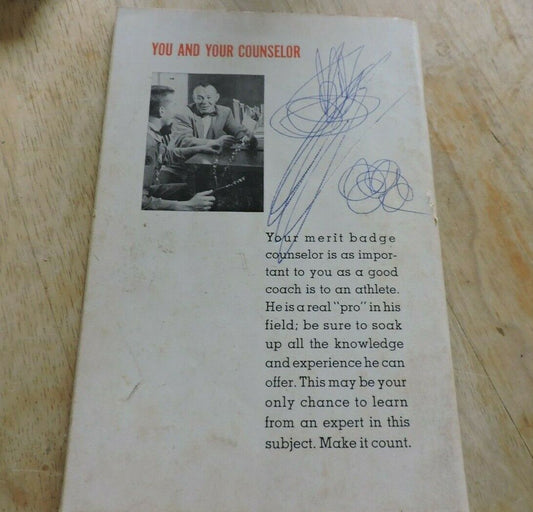 YOU AND YOUR COUNSELOR
Your merit badge
counselor is as impor-
tant to you as a good
coach is to an athlete.
He is a real "pro" in his
field; be sure to soak
up all the knowledge
and experience he can
offer. This may be your
only chance to learn
from an expert in this
subject. Make it count.